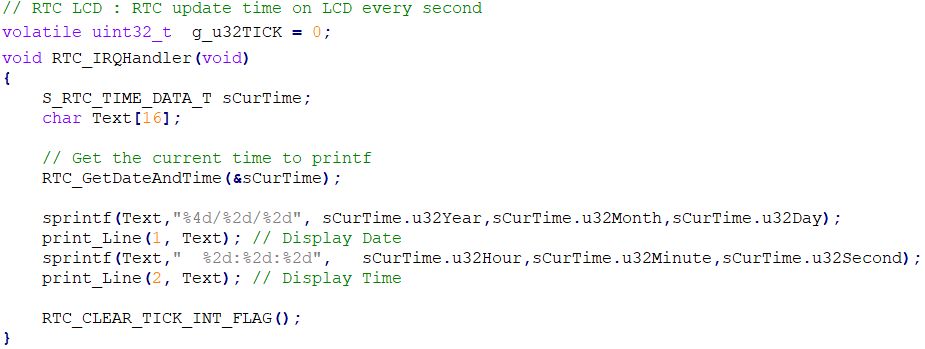 // RTC LCD : RTC update time on LCD every second
volatile uint32_t  g_u32TICK = 0;
void RTC_IRQHandler(void)
{
    S_RTC_TIME_DATA_T sCurTime;
    char Text[16];

    // Get the current time to printf
    RTC_GetDateAndTime(&sCurTime);

    sprintf(Text,"%4d/%2d/%2d", sCurTime.u32Year,sCurTime.u32Month,sCurTime.u32Day);
    print_Line(1, Text); // Display Date
    sprintf(Text,"  %2d:%2d:%2d",   sCurTime.u32Hour,sCurTime.u32Minute,sCurTime.u32Second);
    print_Line(2, Text); // Display Time

    RTC_CLEAR_TICK_INT_FLAG();
}